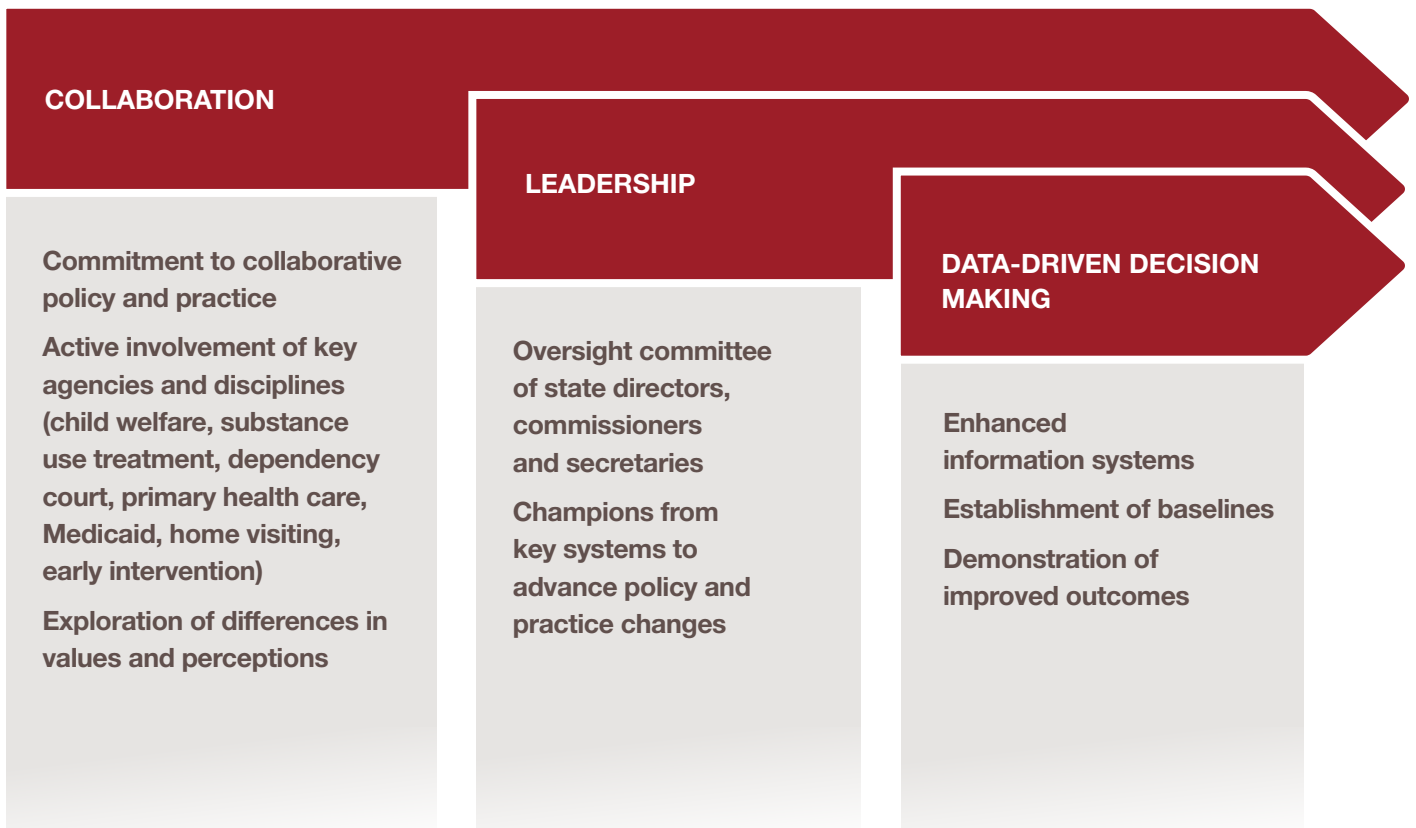 COLLABORATION
Commitment to collaborative
policy and practice
Active involvement of key
agencies and disciplines
(child welfare, substance
use treatment, dependency
court, primary health care,
Medicaid, home visiting,
early intervention)
Exploration of differences in
values and perceptions
LEADERSHIP
Oversight committee
of state directors,
commissioners
and secretaries
Champions from
key systems to
advance policy and
practice changes
DATA-DRIVEN DECISION
MAKING
Enhanced
information systems
Establishment of baselines
Demonstration of
improved outcomes